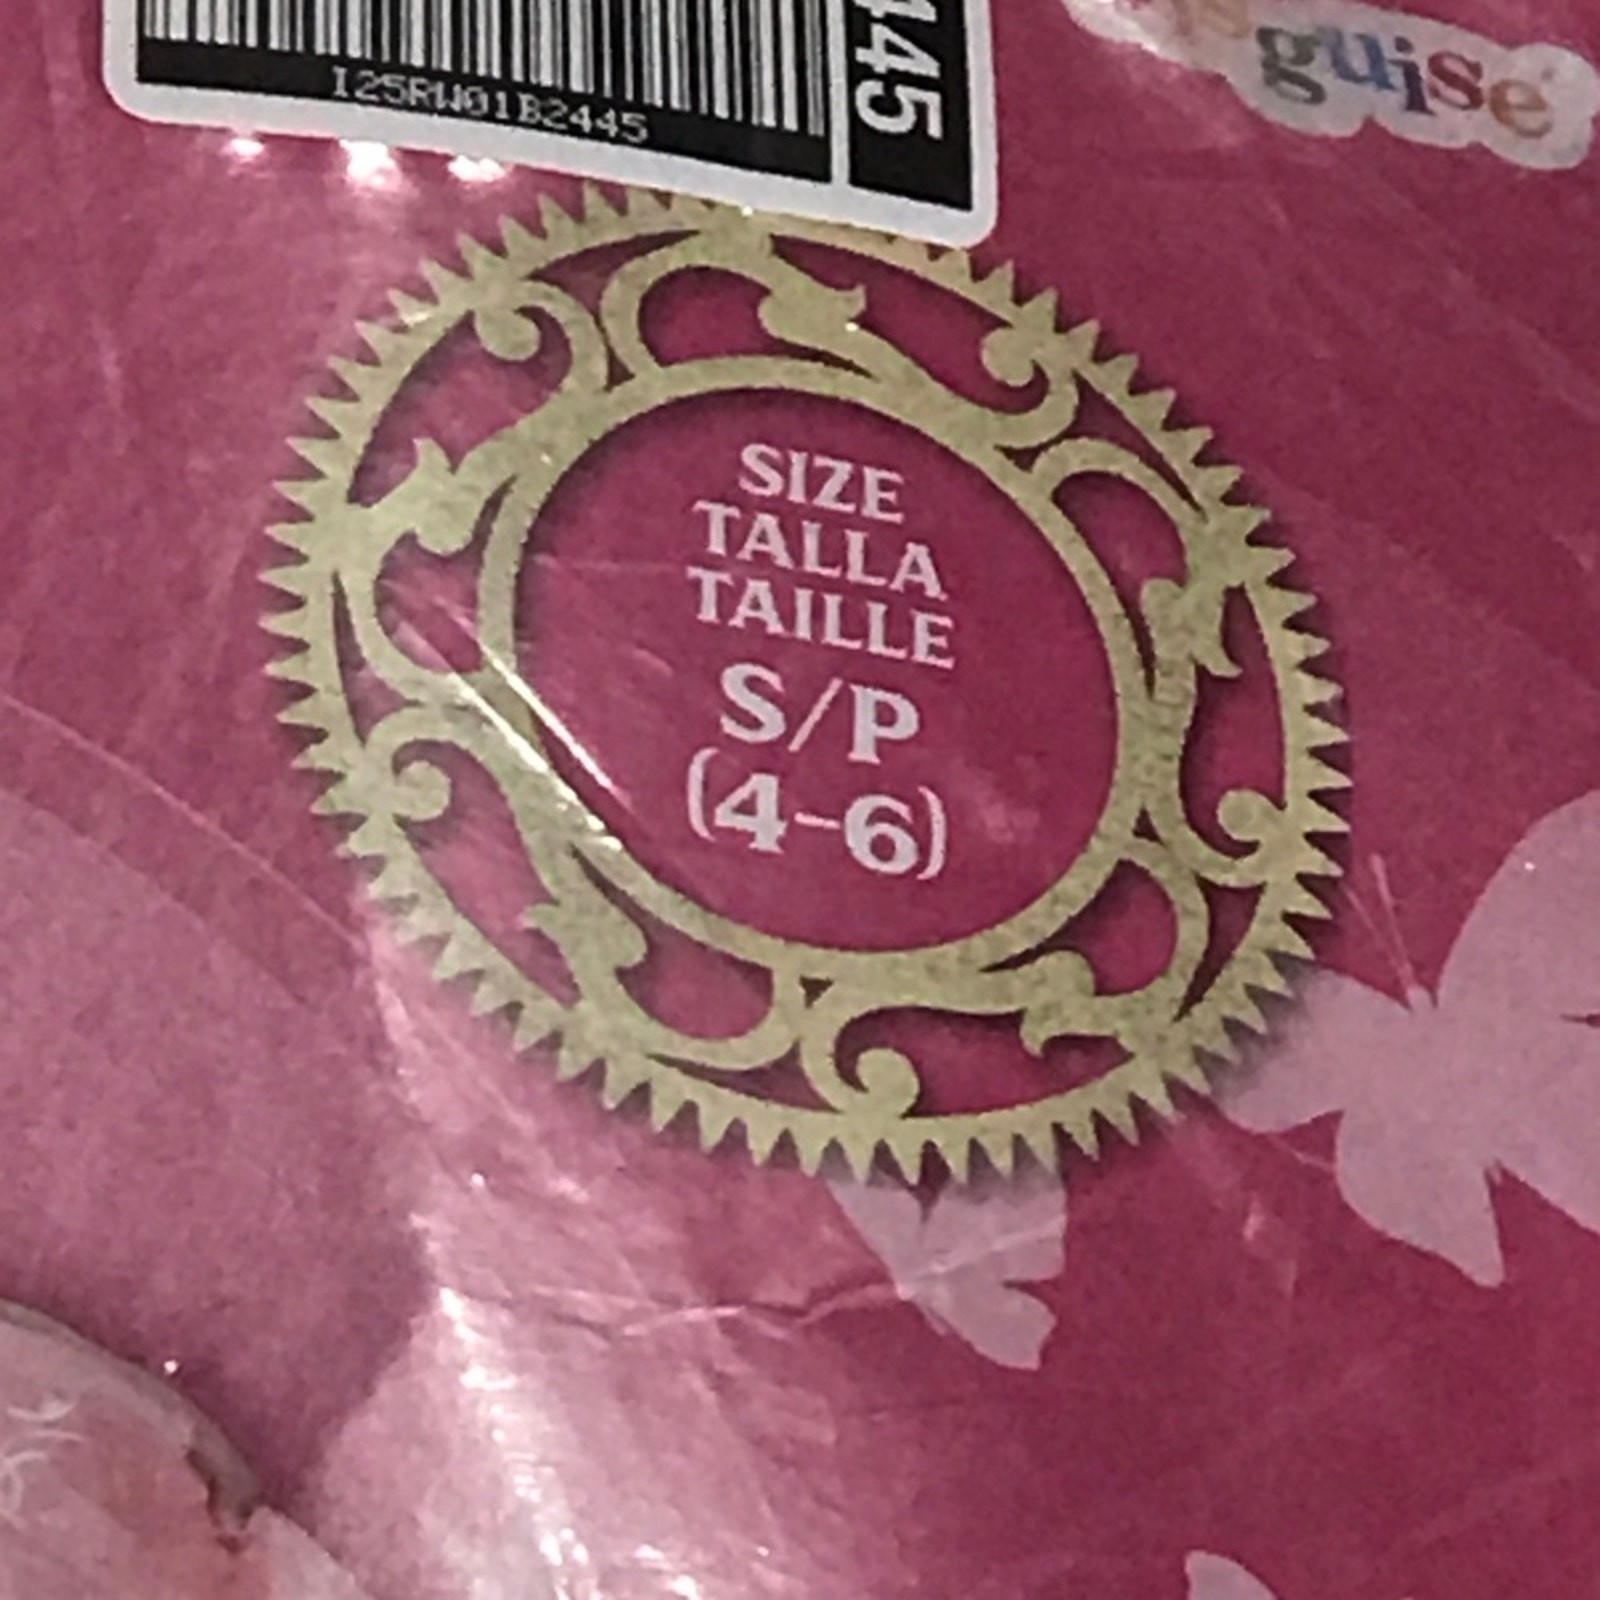 445
I25RW01B2445
guise
SIZE
TALLA
TAILLE
S/P
(4-6)